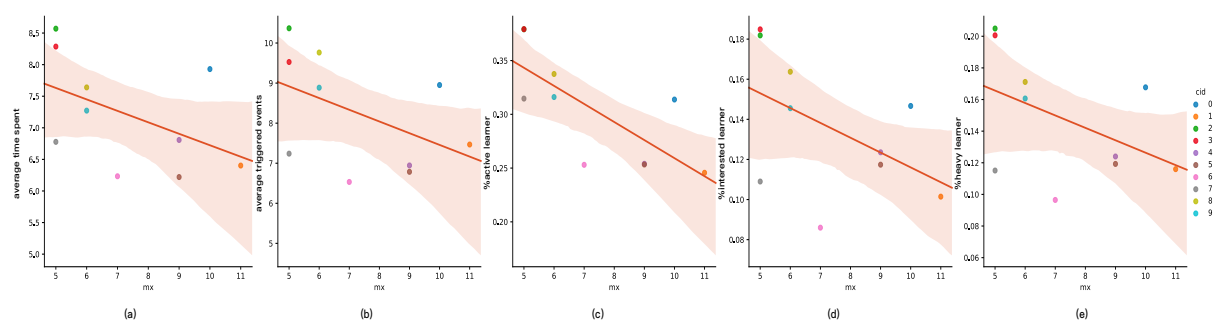 average time spent
8.5
8.0
7.5
7.0
6.5
6.0
5.5
5.0
5 6 7 8 9 10 11
mx
(a)
average triggered events
10
9
8
7
6
5
5 6 7 8 9 10 11
mx
(b)
%active learner
0.35
0.30
0.25
0.20
5 6 7 8 9 10 11
mx
(c)
%interested learner
0.18
0.16
0.14
0.12
0.10
0.08
5 6 7 8 9 10 11
mx
(d)
%heavy learner
0.20
0.18
0.16
0.14
0.12
0.10
0.08
0.06
5 6 7 8 9 10 11
mx
(e)
cid
0
1
2
3
4
5
6
7
8
9